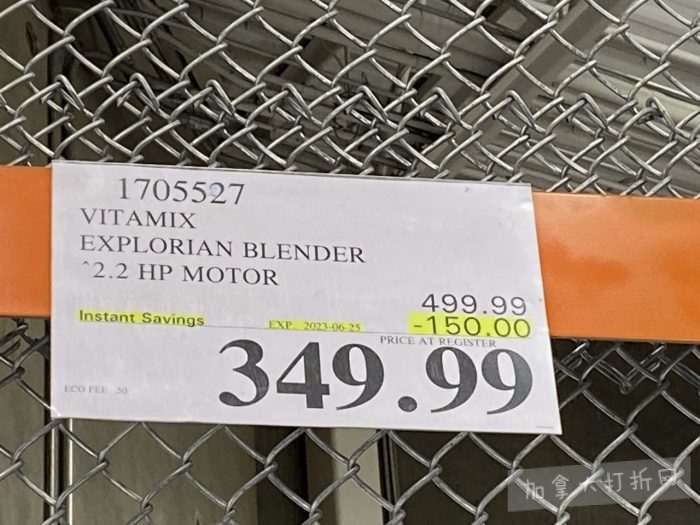 1705527
VITAMIX
EXPLORIAN BLENDER
^2.2 HP MOTOR
499.99
Instant Savings EXP. 2023-06-25 -150.00
PRICE AT REGISTER
349.99
ECO FEE .50
加拿大打折网